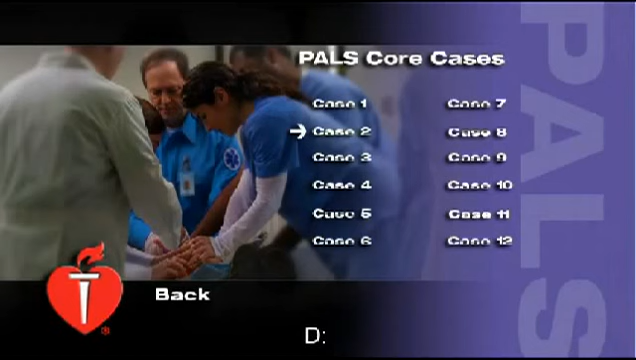 PALS Core Cases
Case 1
Case 2
Case 3
Case 4
Case 5
Case 6
Case 7
Case 8
Case 9
Case 10
Case 11
Case 12
Back
D:
PALS